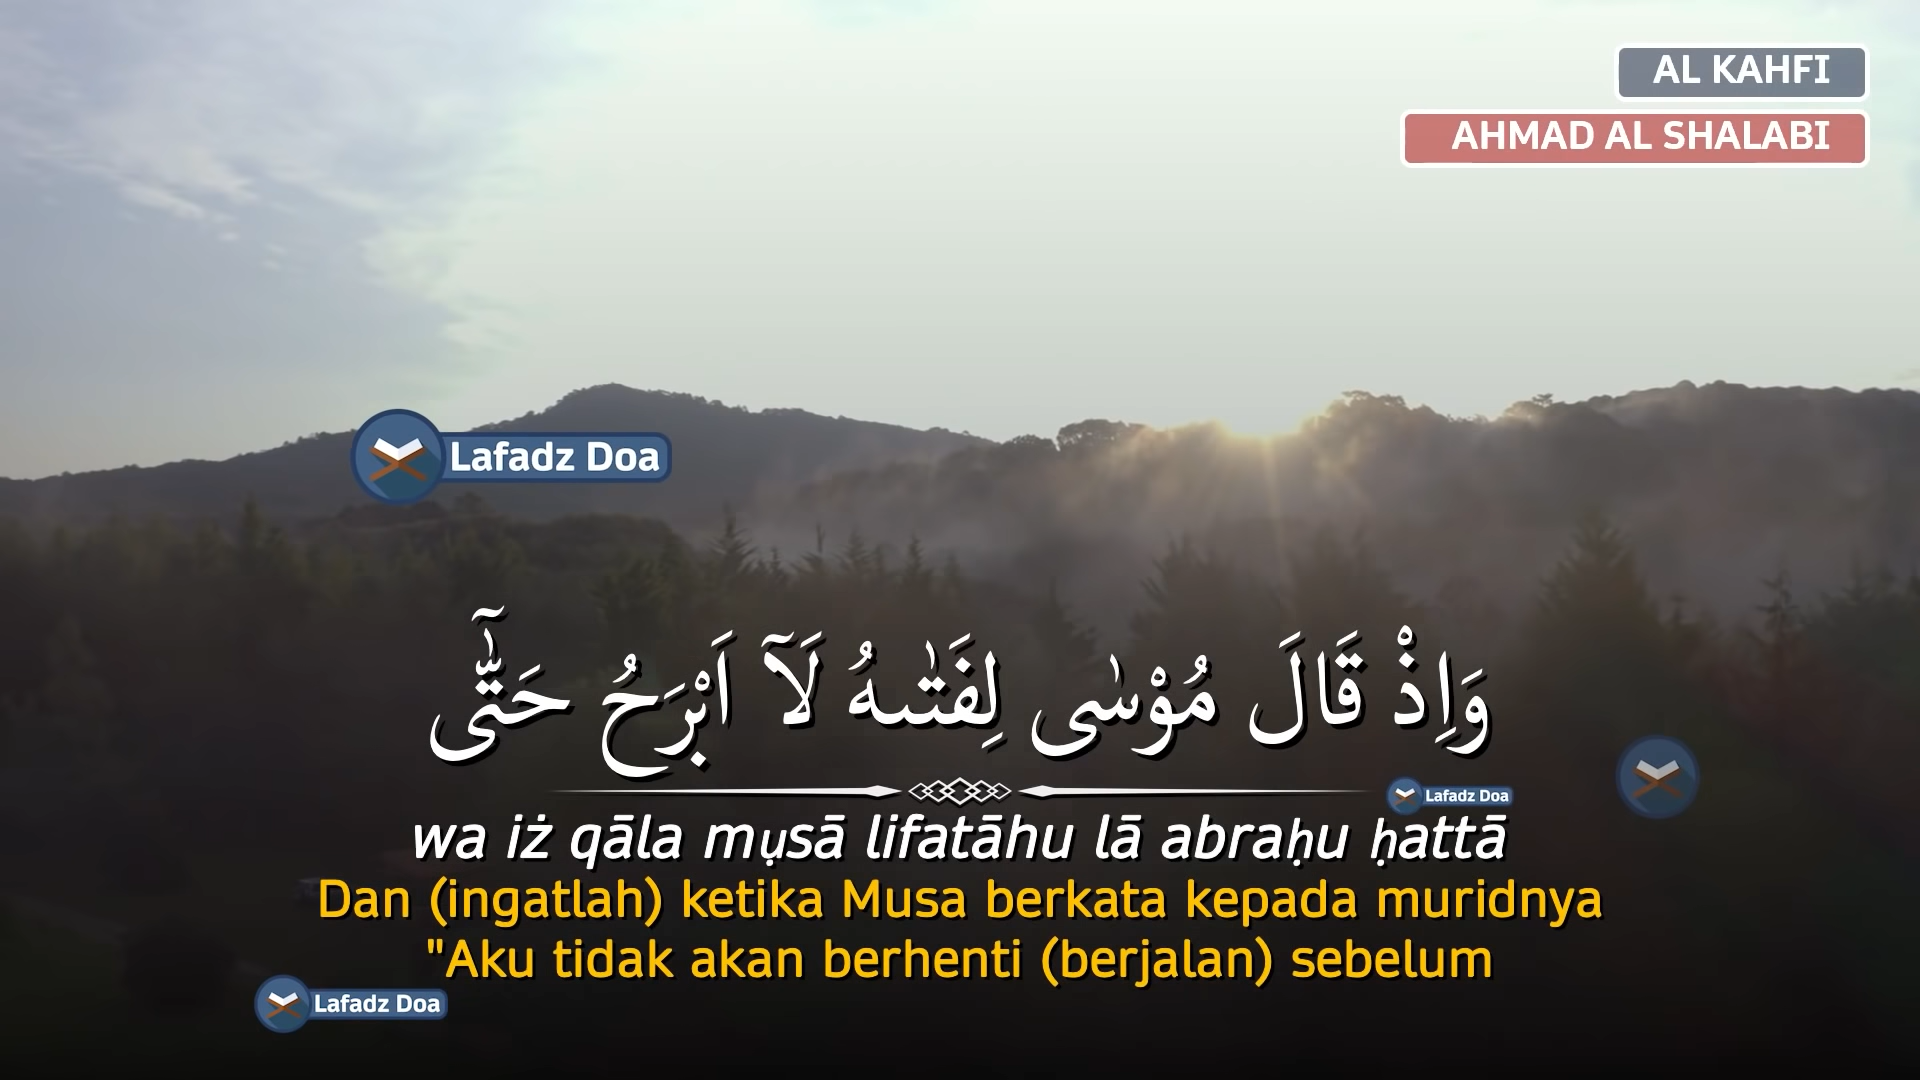 AL KAHFI
AHMAD AL SHALABI
Lafadz Doa
وَاِذْ قَالَ مُوْسٰى لِفَتٰىهُ لَآ اَبْرَحُ حَتّٰٓى
Lafadz Doa
wa iż qāla mụsā lifatāhu lā abraḥu ḥattā
Dan (ingatlah) ketika Musa berkata kepada muridnya
"Aku tidak akan berhenti (berjalan) sebelum
Lafadz Doa